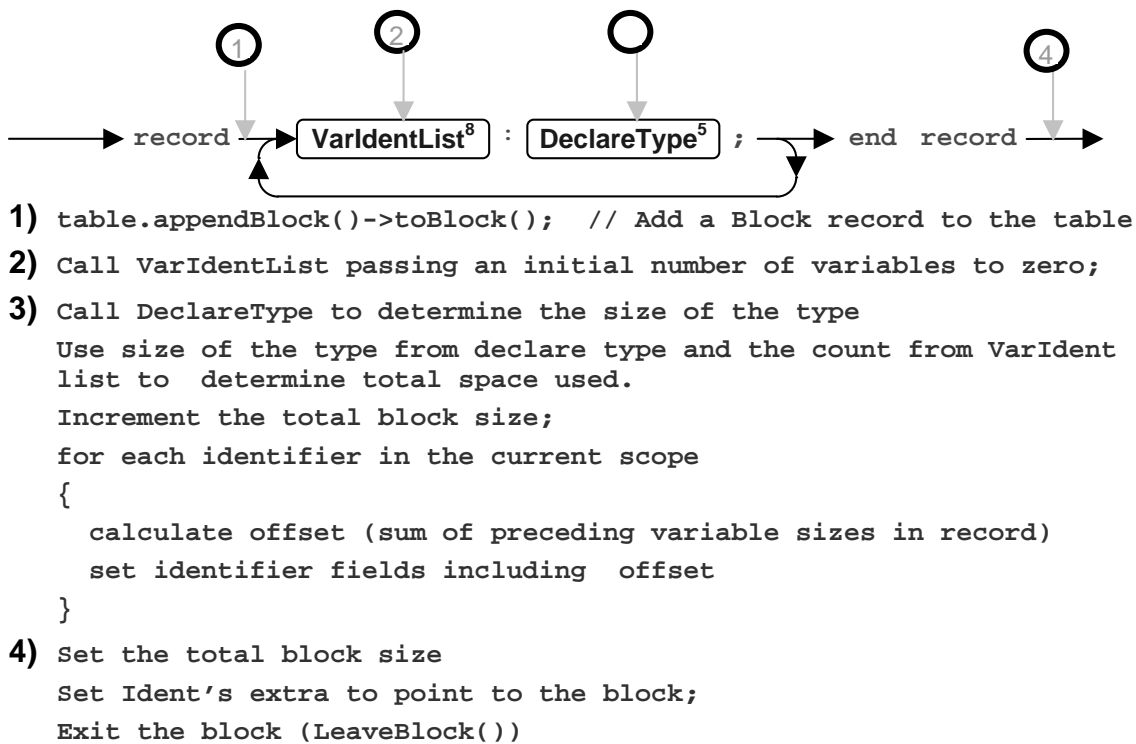 1 2 4
record VarIdentList8 : DeclareType5 ; end record
1) table.appendBlock()->toBlock(); // Add a Block record to the table
2) Call VarIdentList passing an initial number of variables to zero;
3) Call DeclareType to determine the size of the type
Use size of the type from declare type and the count from VarIdent
list to determine total space used.
Increment the total block size;
for each identifier in the current scope
{
calculate offset (sum of preceding variable sizes in record)
set identifier fields including offset
}
4) Set the total block size
Set Ident's extra to point to the block;
Exit the block (LeaveBlock())